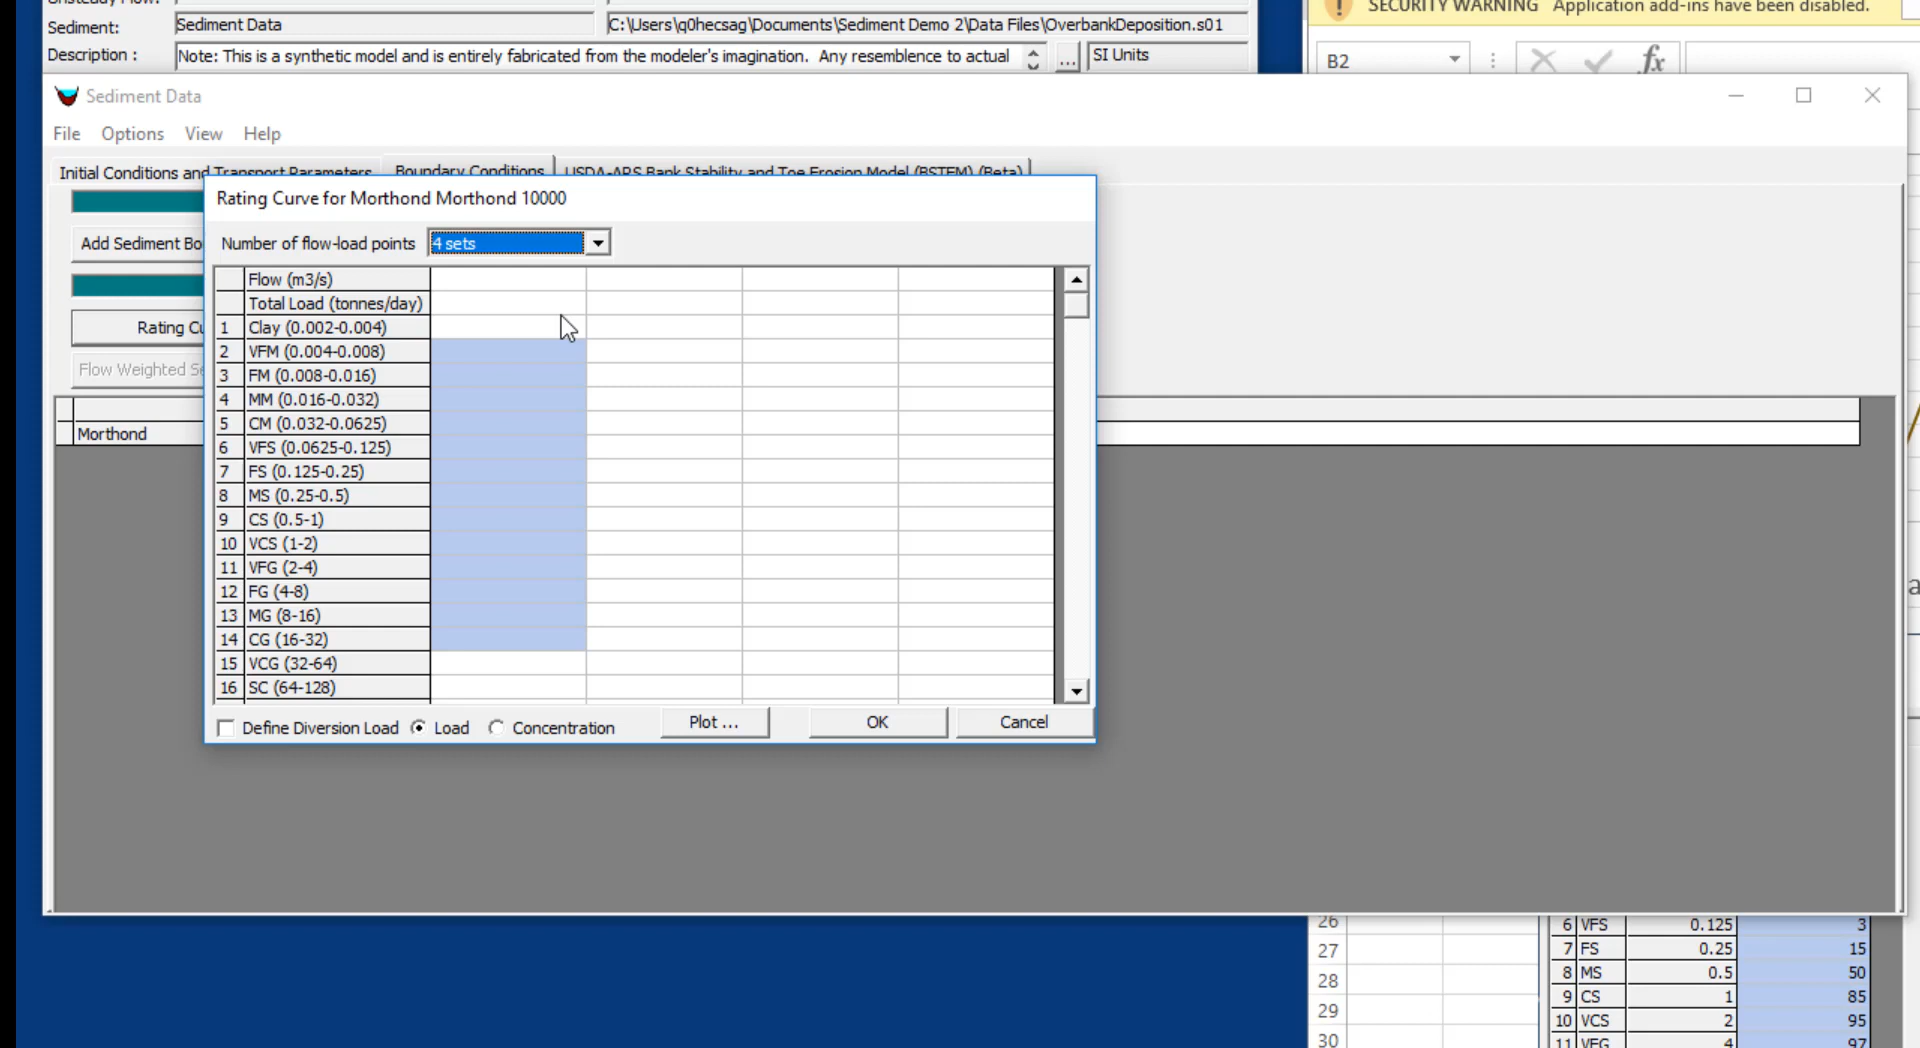 SECURITY WARNING Application add-ins have been disabled.
Sediment: Sediment Data C:\Users\q0hecsag\Documents\Sediment Demo 2\Data Files\OverbankDeposition.s01
Description : Note: This is a synthetic model and is entirely fabricated from the modeler's imagination. Any resemblence to actual ... SI Units
B2 fx
Sediment Data
File Options View Help
Initial Conditions and Transport Parameters Boundary Conditions USDA-ARS Bank Stability and Toe Erosion Model (BSTEM) (Beta)
Rating Curve for Morthond Morthond 10000
Add Sediment Bo
Number of flow-load points 4 sets
Flow (m3/s)
Total Load (tonnes/day)
Rating Cu
1 Clay (0.002-0.004)
2 VFM (0.004-0.008)
Flow Weighted Se
3 FM (0.008-0.016)
4 MM (0.016-0.032)
5 CM (0.032-0.0625)
Morthond
6 VFS (0.0625-0.125)
7 FS (0.125-0.25)
8 MS (0.25-0.5)
9 CS (0.5-1)
10 VCS (1-2)
11 VFG (2-4)
12 FG (4-8)
13 MG (8-16)
14 CG (16-32)
15 VCG (32-64)
16 SC (64-128)
Define Diversion Load Load Concentration Plot ... OK Cancel
26
27
28
29
30
6 VFS 0.125 3
7 FS 0.25 15
8 MS 0.5 50
9 CS 1 85
10 VCS 2 95
11 VFG 4 97